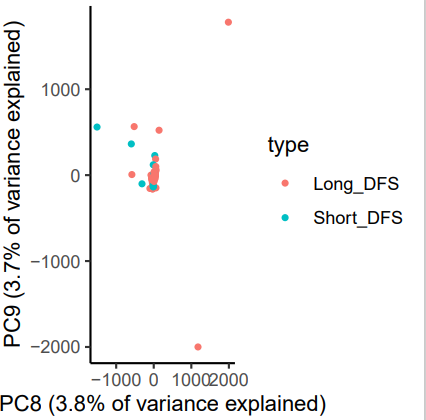 PC9 (3.7% of variance explained)
1000
0
−1000
−2000
−1000 0 1000 2000
PC8 (3.8% of variance explained)
type
Long_DFS
Short_DFS